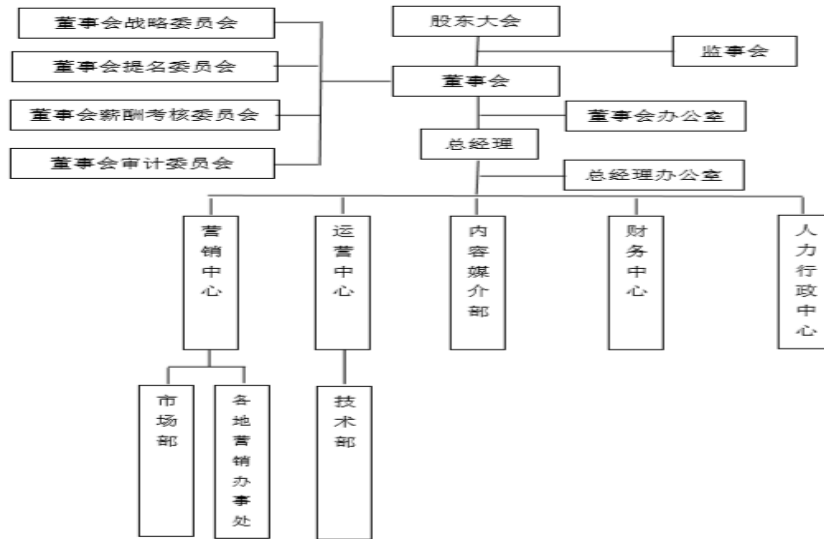 董事会战略委员会
股东大会
监事会
董事会提名委员会
董事会
董事会薪酬考核委员会
董事会办公室
总经理
董事会审计委员会
总经理办公室
营销中心
运营中心
内容媒介部
财务中心
人力行政中心
市场部
各地营销办事处
技术部